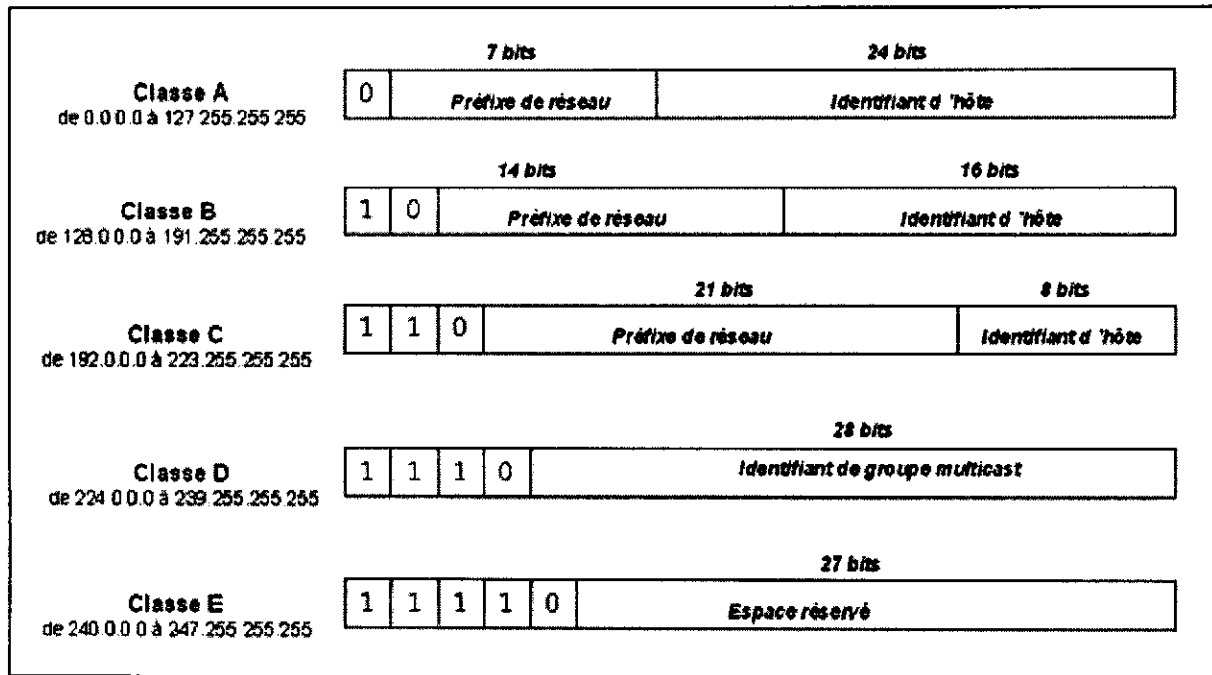 7 bits 24 bits
Classe A 0 Préfixe de réseau Identifiant d 'hôte
de 0.0.0.0 à 127.255.255.255
14 bits 16 bits
Classe B 1 0 Préfixe de réseau Identifiant d 'hôte
de 128.0.0.0 à 191.255.255.255
21 bits 8 bits
Classe C 1 1 0 Préfixe de réseau Identifiant d 'hôte
de 192.0.0.0 à 223.255.255.255
28 bits
Classe D 1 1 1 0 Identifiant de groupe multicast
de 224.0.0.0 à 239.255.255.255
27 bits
Classe E 1 1 1 1 0 Espace réservé
de 240.0.0.0 à 247.255.255.255